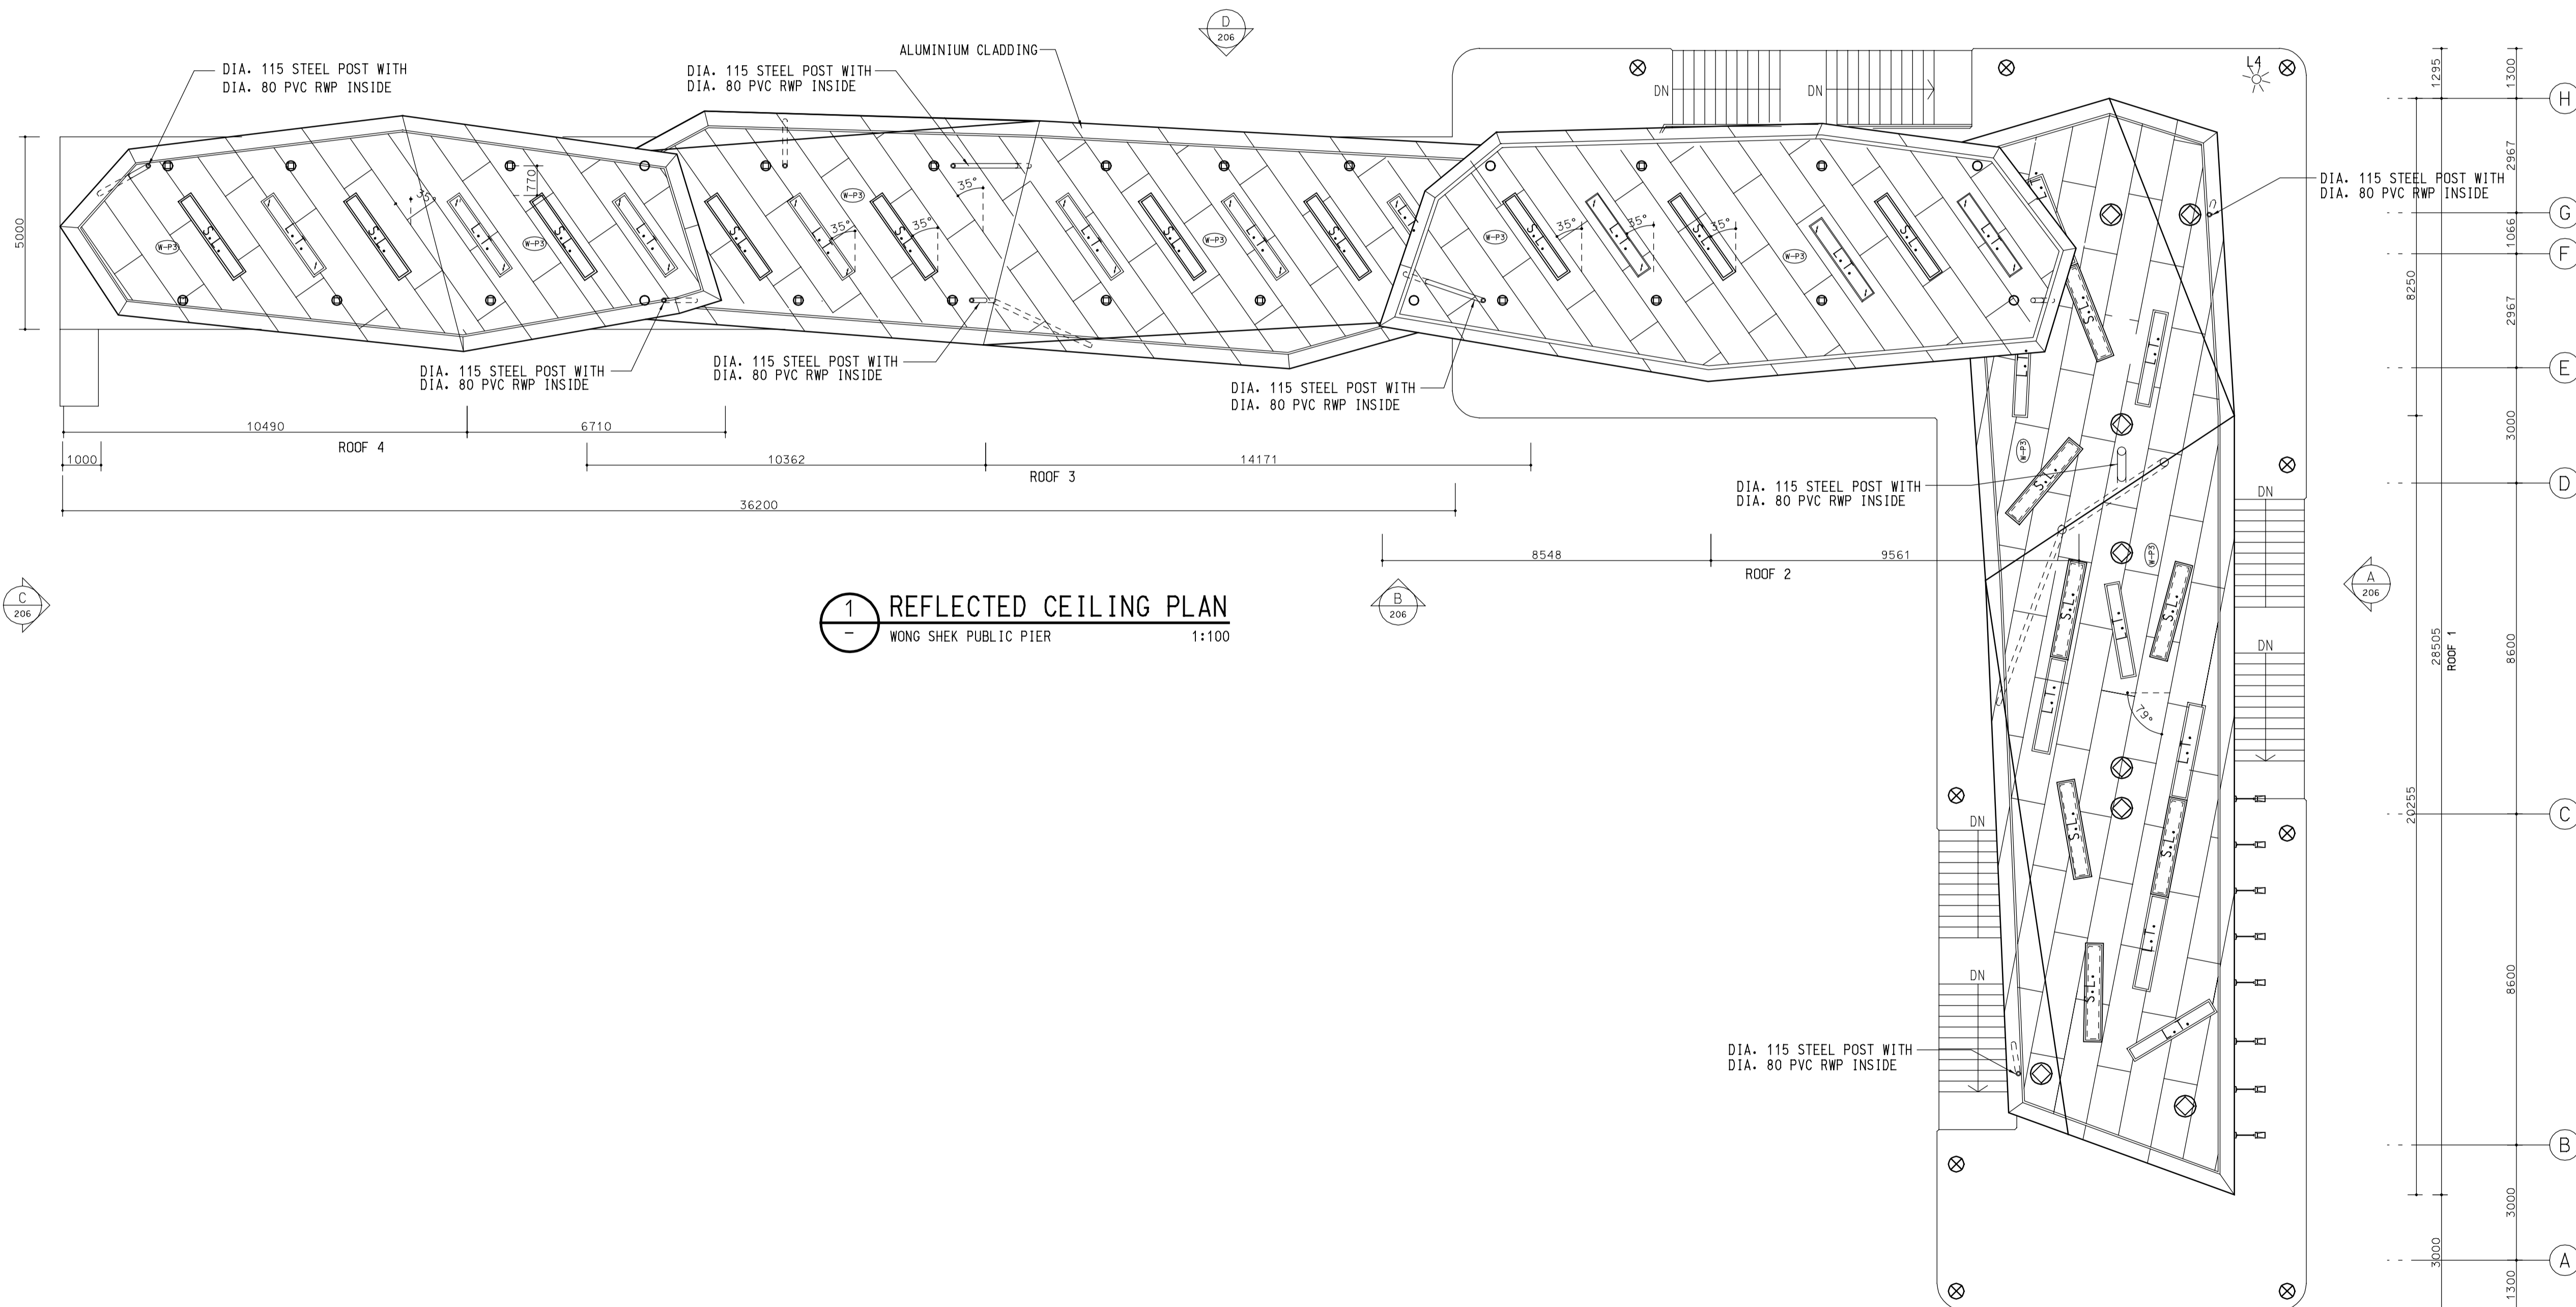 D
206
ALUMINIUM CLADDING
DIA. 115 STEEL POST WITH
DIA. 80 PVC RWP INSIDE
DIA. 115 STEEL POST WITH
DIA. 80 PVC RWP INSIDE
DN
DN
L4
1295
1300
H
2967
DIA. 115 STEEL POST WITH
DIA. 80 PVC RWP INSIDE
G
1066
F
8250
2967
E
3000
D
5000
770
35°
35°
35°
35°
35°
35°
35°
W-P3
W-P3
W-P3
W-P3
W-P3
W-P3
S.L.
L.T.
S.L.
L.T.
S.L.
L.T.
S.L.
L.T.
S.L.
L.T.
S.L.
L.T.
S.L.
L.T.
S.L.
L.T.
S.L.
L.T.
S.L.
L.T.
DIA. 115 STEEL POST WITH
DIA. 80 PVC RWP INSIDE
DIA. 115 STEEL POST WITH
DIA. 80 PVC RWP INSIDE
DIA. 115 STEEL POST WITH
DIA. 80 PVC RWP INSIDE
10490
6710
ROOF 4
1000
10362
14171
ROOF 3
36200
8548
9561
ROOF 2
C
206
1
-
REFLECTED CEILING PLAN
WONG SHEK PUBLIC PIER
1:100
B
206
A
206
L.T.
S.L.
L.T.
L.T.
W-P3
S.L.
DIA. 115 STEEL POST WITH
DIA. 80 PVC RWP INSIDE
DN
W-P3
S.L.
L.T.
S.L.
DN
L.T.
79°
L.T.
28505
ROOF 1
8600
20255
C
DN
S.L.
S.L.
L.T.
DN
S.L.
L.T.
8600
DIA. 115 STEEL POST WITH
DIA. 80 PVC RWP INSIDE
B
3000
3000
A
1300